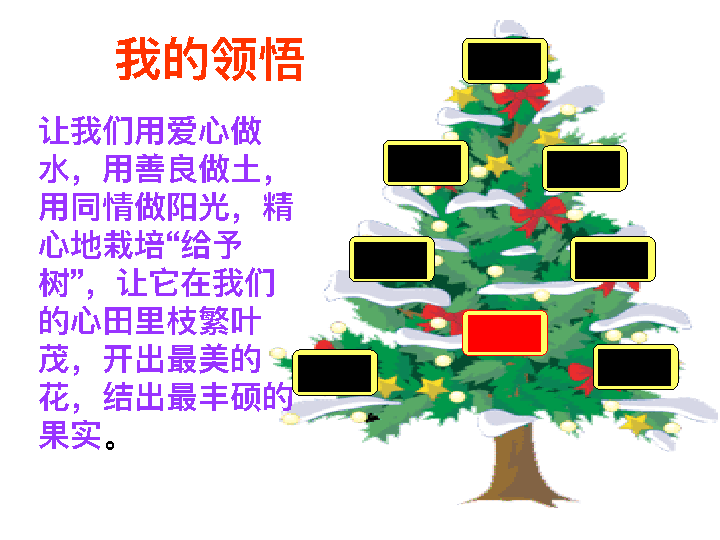 我的领悟
让我们用爱心做
水，用善良做土，
用同情做阳光，精
心地栽培“给予
树”，让它在我们
的心田里枝繁叶
茂，开出最美的
花，结出最丰硕的
果实。